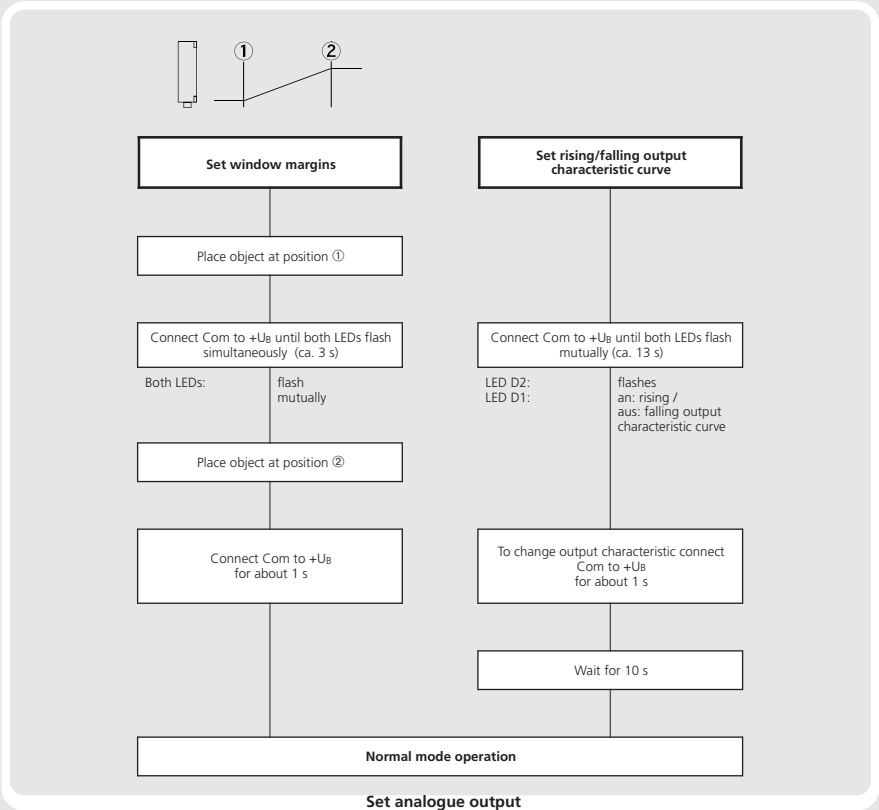 ① ②
Set window margins
Place object at position ①
Connect Com to +UB until both LEDs flash
simultaneously (ca. 3 s)
Both LEDs: flash
mutually
Place object at position ②
Connect Com to +UB
for about 1 s
Set rising/falling output
characteristic curve
Connect Com to +UB until both LEDs flash
mutually (ca. 13 s)
LED D2: flashes
LED D1: an: rising /
aus: falling output
characteristic curve
To change output characteristic connect
Com to +UB
for about 1 s
Wait for 10 s
Normal mode operation
Set analogue output